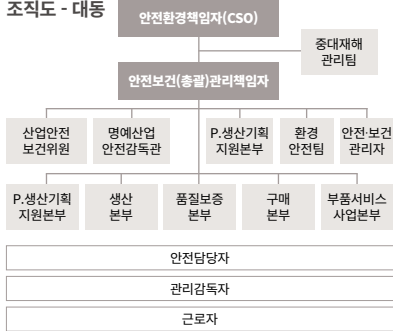 조직도 - 대동
안전환경책임자(CSO)
중대재해
관리팀
안전보건(총괄)관리책임자
산업안전
보건위원
명예산업
안전감독관
P.생산기획
지원본부
환경
안전팀
안전·보건
관리자
P.생산기획
지원본부
생산
본부
품질보증
본부
구매
본부
부품서비스
사업본부
안전담당자
관리감독자
근로자